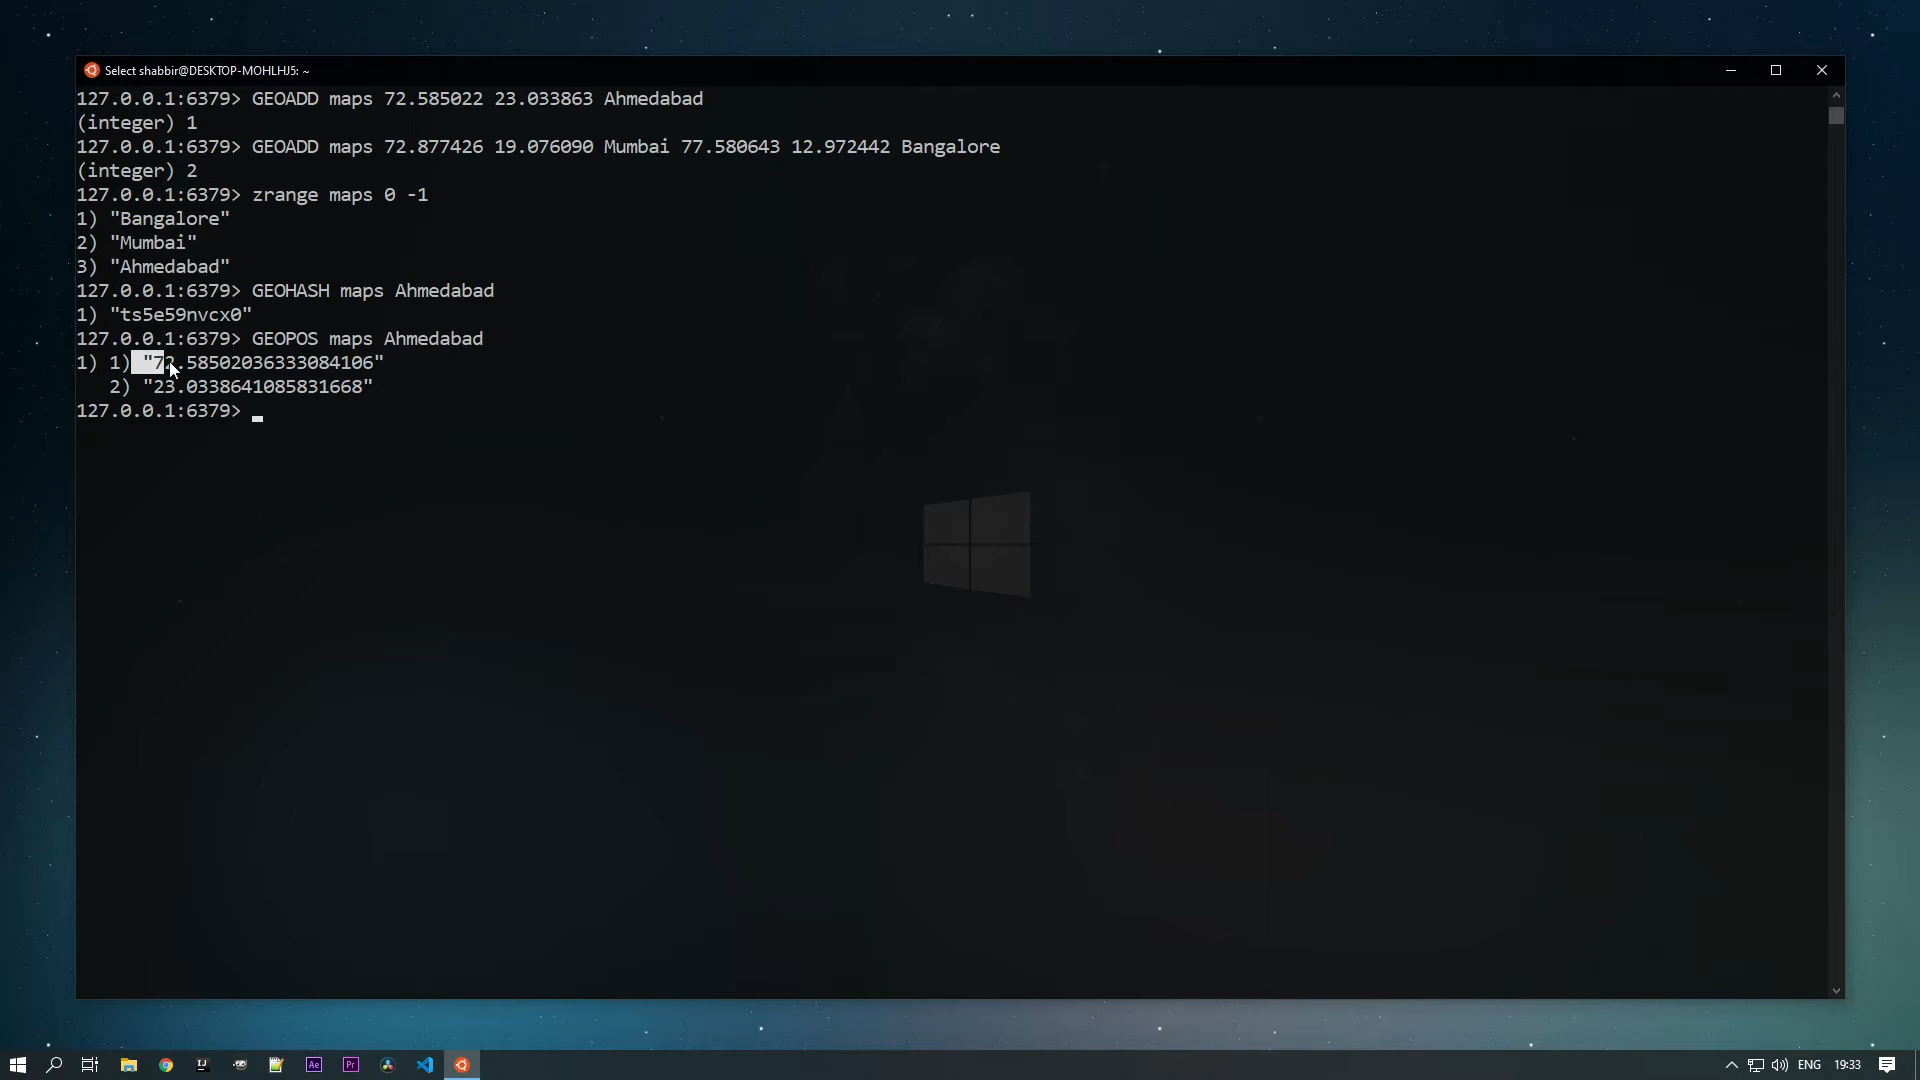 Select shabbir@DESKTOP-MOHLHJ5: ~
127.0.0.1:6379> GEOADD maps 72.585022 23.033863 Ahmedabad
(integer) 1
127.0.0.1:6379> GEOADD maps 72.877426 19.076090 Mumbai 77.580643 12.972442 Bangalore
(integer) 2
127.0.0.1:6379> zrange maps 0 -1
1) "Bangalore"
2) "Mumbai"
3) "Ahmedabad"
127.0.0.1:6379> GEOHASH maps Ahmedabad
1) "ts5e59nvcx0"
127.0.0.1:6379> GEOPOS maps Ahmedabad
1) 1) "72.58502036333084106"
2) "23.0338641085831668"
127.0.0.1:6379>
IJ Ae Pr ENG 19:33